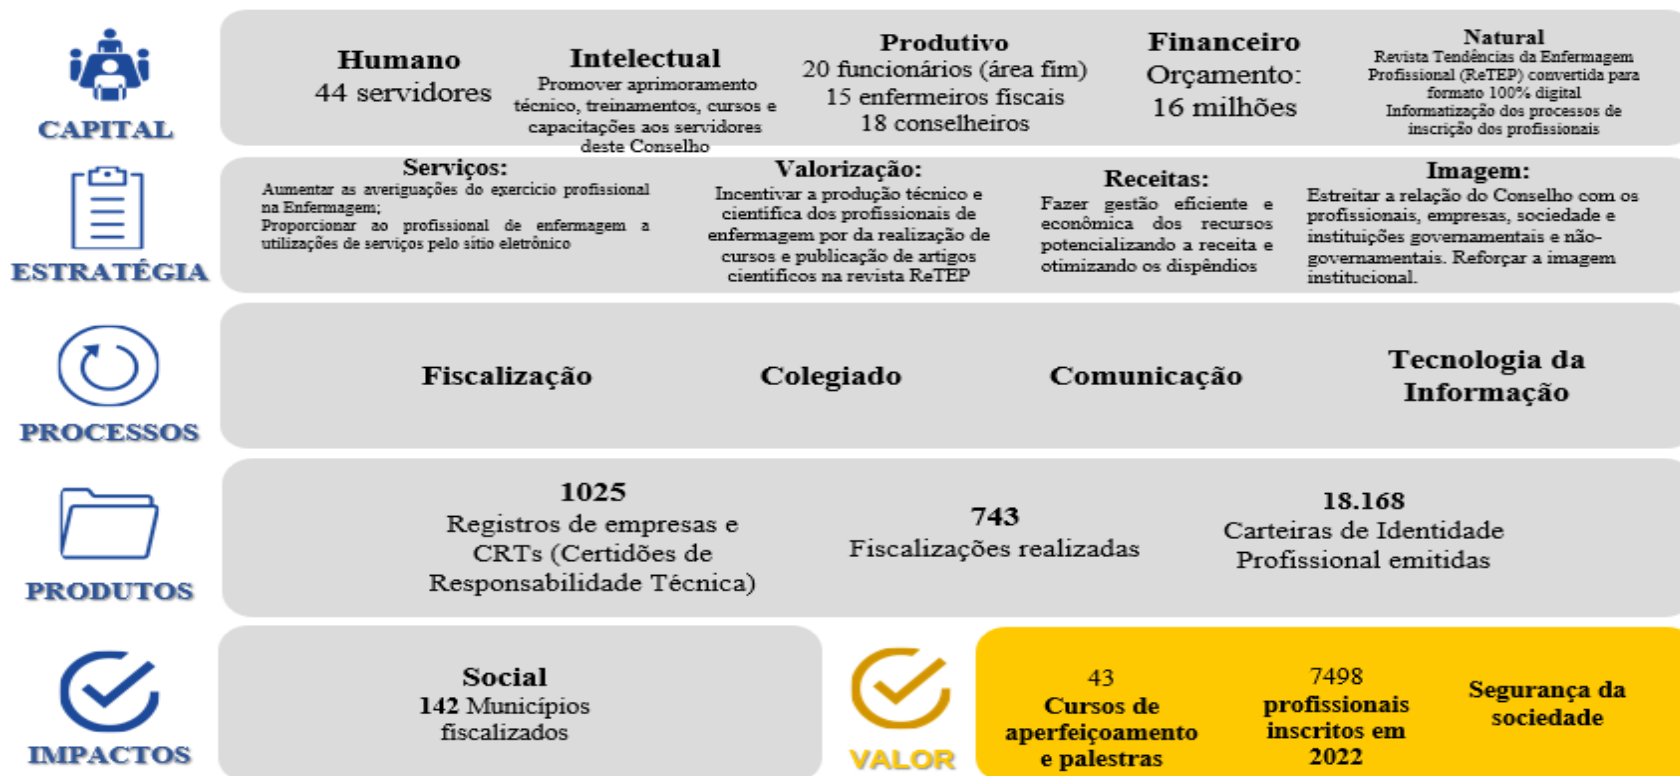 CAPITAL
Humano
44 servidores
Intelectual
Promover aprimoramento
técnico, treinamentos, cursos e
capacitações aos servidores
deste Conselho
Produtivo
20 funcionários (área fim)
15 enfermeiros fiscais
18 conselheiros
Financeiro
Orçamento:
16 milhões
Natural
Revista Tendências da Enfermagem
Profissional (ReTEP) convertida para
formato 100% digital
Informatização dos processos de
inscrição dos profissionais
ESTRATÉGIA
Serviços:
Aumentar as averiguações do exercício profissional
na Enfermagem;
Proporcionar ao profissional de enfermagem a
utilizações de serviços pelo sítio eletrônico
Valorização:
Incentivar a produção técnico e
científica dos profissionais de
enfermagem por da realização de
cursos e publicação de artigos
científicos na revista ReTEP
Receitas:
Fazer gestão eficiente e
econômica dos recursos
potencializando a receita e
otimizando os dispêndios
Imagem:
Estreitar a relação do Conselho com os
profissionais, empresas, sociedade e
instituições governamentais e não-
governamentais. Reforçar a imagem
institucional.
PROCESSOS
Fiscalização
Colegiado
Comunicação
Tecnologia da
Informação
PRODUTOS
1025
Registros de empresas e
CRTs (Certidões de
Responsabilidade Técnica)
743
Fiscalizações realizadas
18.168
Carteiras de Identidade
Profissional emitidas
IMPACTOS
Social
142 Municípios
fiscalizados
VALOR
43
Cursos de
aperfeiçoamento
e palestras
7498
profissionais
inscritos em
2022
Segurança da
sociedade